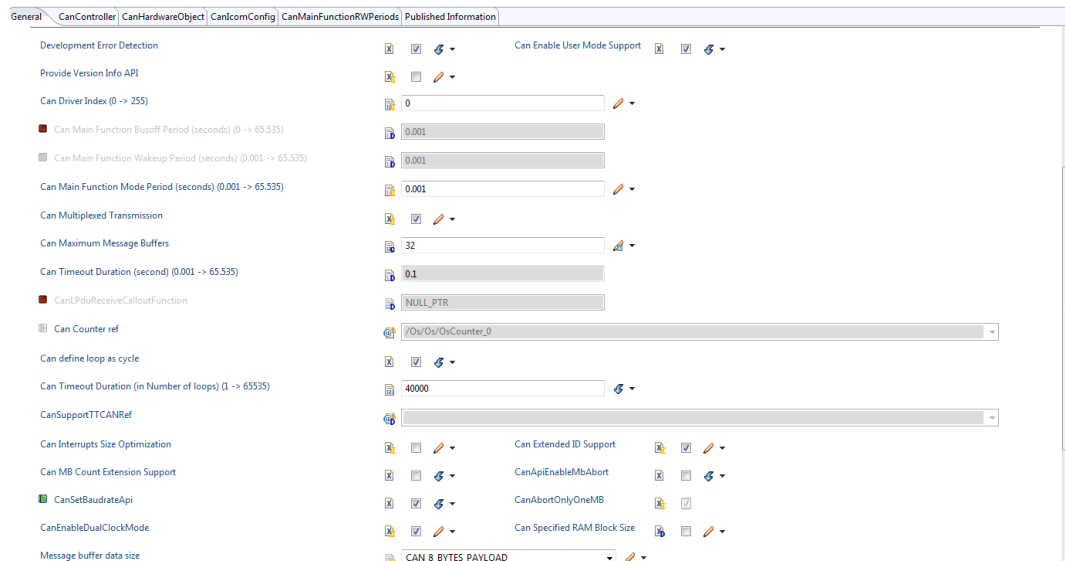 General CanController CanHardwareObject CanIcomConfig CanMainFunctionRWPeriods Published Information
Development Error Detection Can Enable User Mode Support
Provide Version Info API
Can Driver Index (0 -> 255) 0
Can Main Function Busoff Period (seconds) (0 -> 65.535) 0.001
Can Main Function Wakeup Period (seconds) (0.001 -> 65.535) 0.001
Can Main Function Mode Period (seconds) (0.001 -> 65.535) 0.001
Can Multiplexed Transmission
Can Maximum Message Buffers 32
Can Timeout Duration (second) (0.001 -> 65.535) 0.1
CanLPduReceiveCalloutFunction NULL_PTR
Can Counter ref /Os/Os/OsCounter_0
Can define loop as cycle
Can Timeout Duration (in Number of loops) (1 -> 65535) 40000
CanSupportTTCANRef
Can Interrupts Size Optimization Can Extended ID Support
Can MB Count Extension Support CanApiEnableMbAbort
CanSetBaudrateApi CanAbortOnlyOneMB
CanEnableDualClockMode Can Specified RAM Block Size
Message buffer data size CAN 8 BYTES PAYLOAD